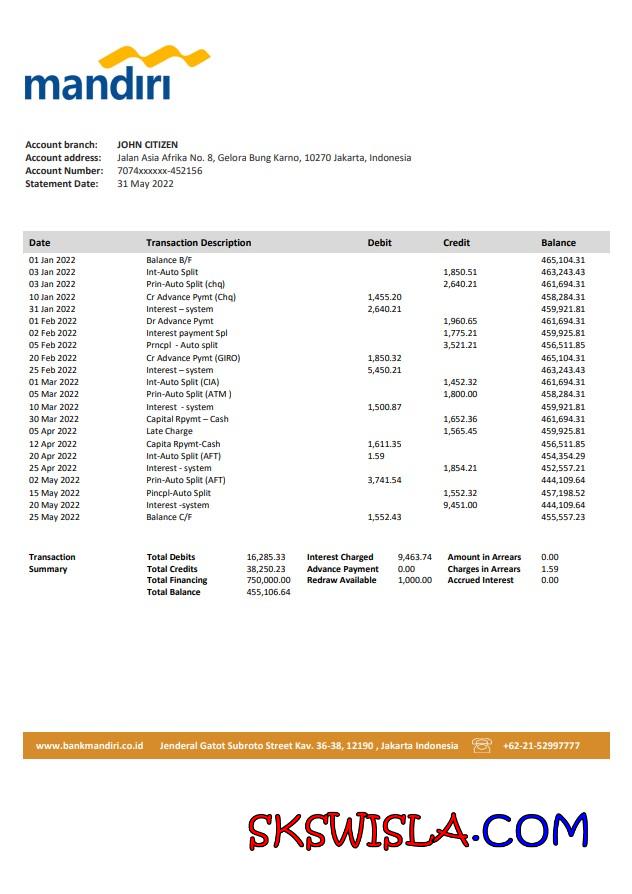 mandiri
Account branch: JOHN CITIZEN
Account address: Jalan Asia Afrika No. 8, Gelora Bung Karno, 10270 Jakarta, Indonesia
Account Number: 7074xxxxxx-452156
Statement Date: 31 May 2022
Date Transaction Description Debit Credit Balance
01 Jan 2022 Balance B/F 465,104.31
03 Jan 2022 Int-Auto Split 1,850.51 463,243.43
03 Jan 2022 Prin-Auto Split (chq) 2,640.21 461,694.31
10 Jan 2022 Cr Advance Pymt (Chq) 1,455.20 458,284.31
31 Jan 2022 Interest – system 2,640.21 459,921.81
01 Feb 2022 Dr Advance Pymt 1,960.65 461,694.31
02 Feb 2022 Interest payment Spl 1,775.21 459,925.81
05 Feb 2022 Prncpl - Auto split 3,521.21 456,511.85
20 Feb 2022 Cr Advance Pymt (GIRO) 1,850.32 465,104.31
25 Feb 2022 Interest – system 5,450.21 463,243.43
01 Mar 2022 Int-Auto Split (CIA) 1,452.32 461,694.31
05 Mar 2022 Prin-Auto Split (ATM ) 1,800.00 458,284.31
10 Mar 2022 Interest - system 1,500.87 459,921.81
30 Mar 2022 Capital Rpymt – Cash 1,652.36 461,694.31
05 Apr 2022 Late Charge 1,565.45 459,925.81
12 Apr 2022 Capita Rpymt-Cash 1,611.35 456,511.85
20 Apr 2022 Int-Auto Split (AFT) 1.59 454,354.29
25 Apr 2022 Interest - system 1,854.21 452,557.21
02 May 2022 Prin-Auto Split (AFT) 3,741.54 444,109.64
15 May 2022 Pincpl-Auto Split 1,552.32 457,198.52
20 May 2022 Interest -system 9,451.00 444,109.64
25 May 2022 Balance C/F 1,552.43 455,557.23
Transaction Total Debits 16,285.33 Interest Charged 9,463.74 Amount in Arrears 0.00
Summary Total Credits 38,250.23 Advance Payment 0.00 Charges in Arrears 1.59
Total Financing 750,000.00 Redraw Available 1,000.00 Accrued Interest 0.00
Total Balance 455,106.64
www.bankmandiri.co.id Jenderal Gatot Subroto Street Kav. 36-38, 12190 , Jakarta Indonesia +62-21-52997777
SKSWISLA.COM